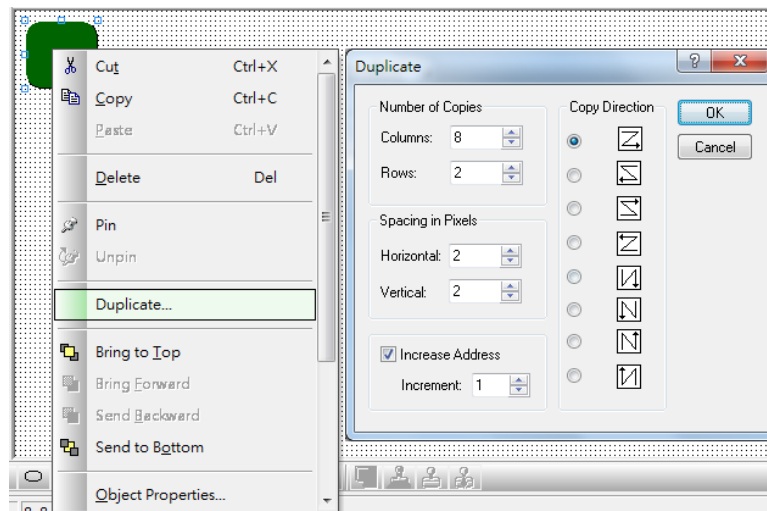 Cut Ctrl+X
Copy Ctrl+C
Paste Ctrl+V
Delete Del
Pin
Unpin
Duplicate...
Bring to Top
Bring Forward
Send Backward
Send to Bottom
Object Properties...
Duplicate
Number of Copies
Columns: 8
Rows: 2
Spacing in Pixels
Horizontal: 2
Vertical: 2
Increase Address
Increment: 1
Copy Direction
OK
Cancel